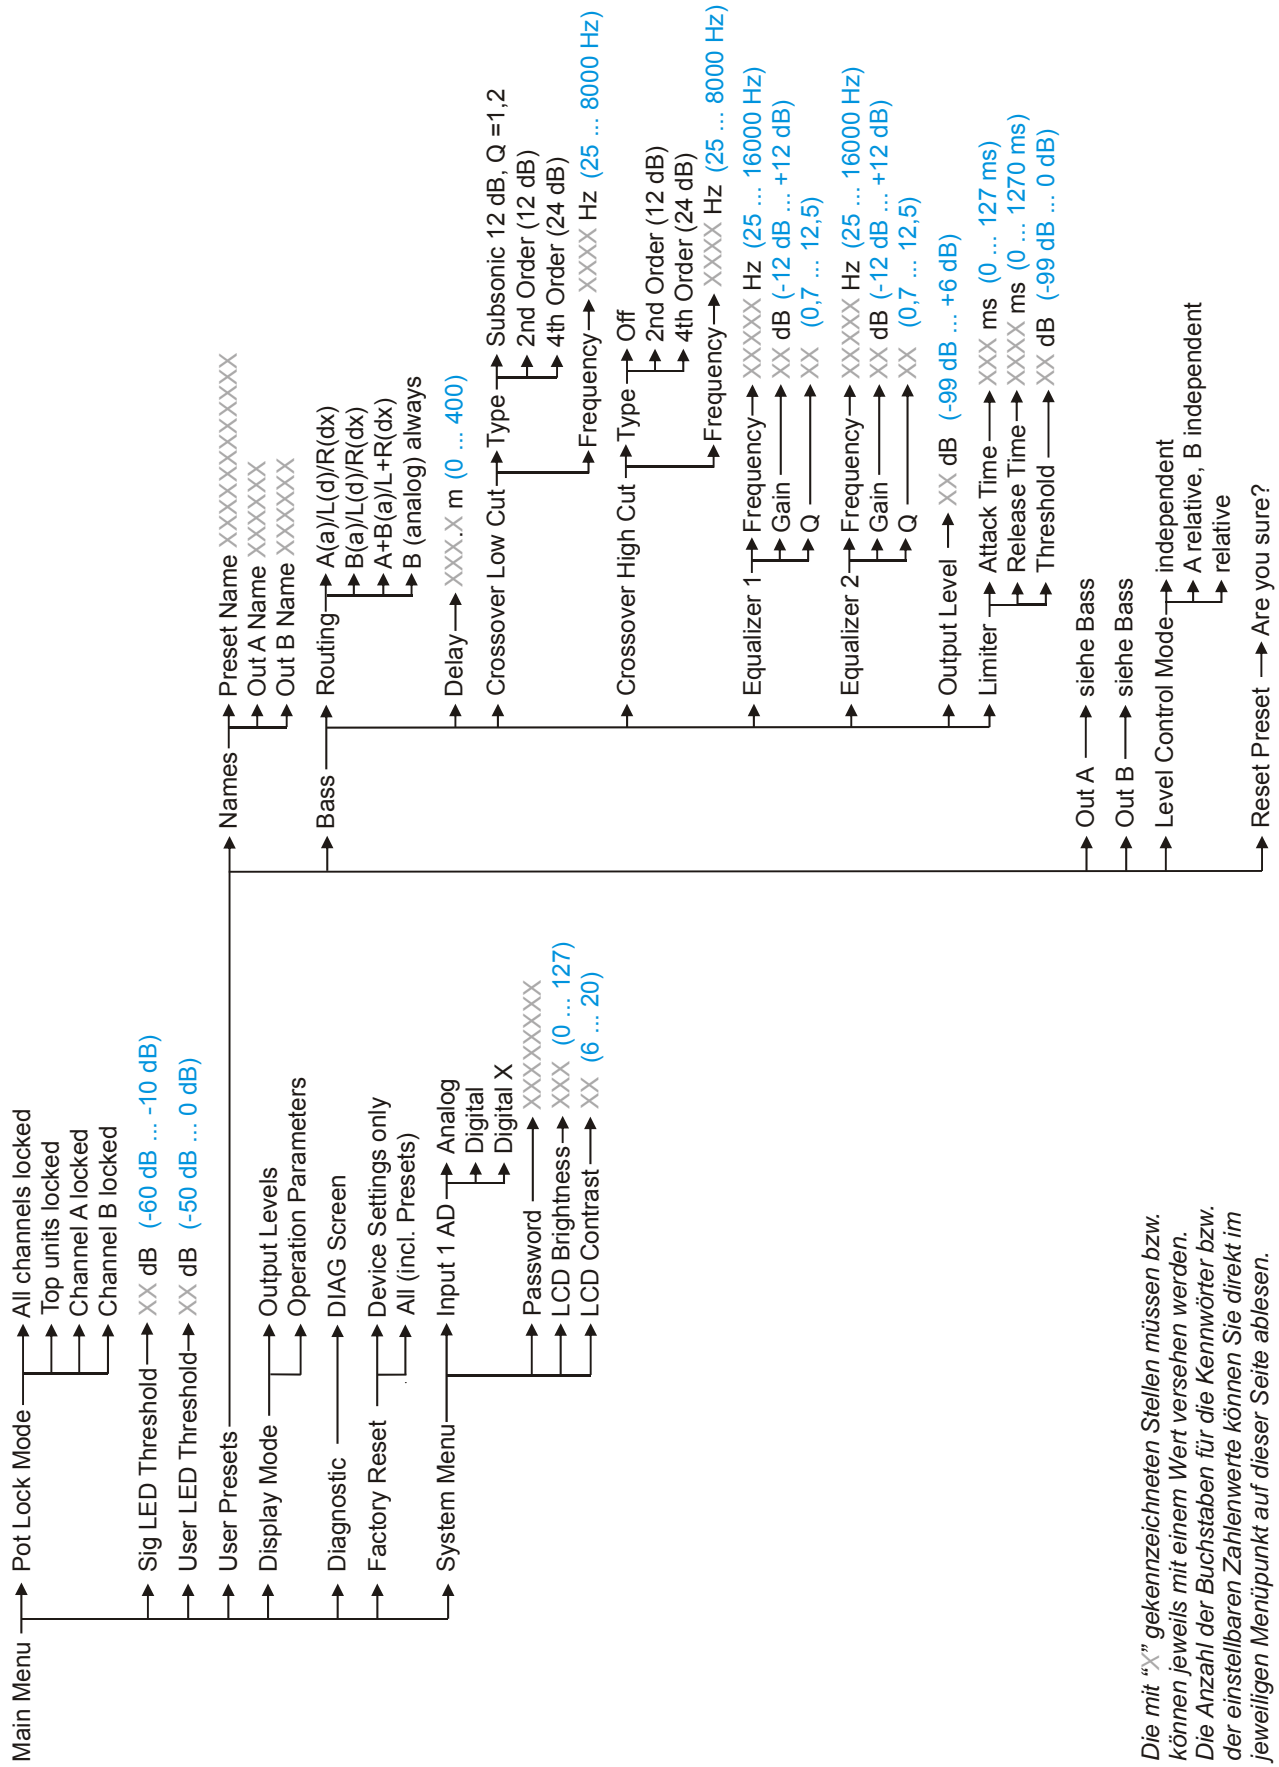 Main Menu
Pot Lock Mode
All channels locked
Top units locked
Channel A locked
Channel B locked
Sig LED Threshold XX dB (-60 dB ... -10 dB)
User LED Threshold XX dB (-50 dB ... 0 dB)
User Presets
Names
Preset Name XXXXXXXXXXXXX
Out A Name XXXXXX
Out B Name XXXXXX
Bass
Routing
A(a)/L(d)/R(dx)
B(a)/L(d)/R(dx)
A+B(a)/L+R(dx)
B (analog) always
Delay XXX.X m (0 ... 400)
Crossover Low Cut
Type
Subsonic 12 dB, Q =1,2
2nd Order (12 dB)
4th Order (24 dB)
Frequency XXXX Hz (25 ... 8000 Hz)
Crossover High Cut
Type
Off
2nd Order (12 dB)
4th Order (24 dB)
Frequency XXXX Hz (25 ... 8000 Hz)
Equalizer 1
Frequency XXXXX Hz (25 ... 16000 Hz)
Gain XX dB (-12 dB ... +12 dB)
Q XX (0,7 ... 12,5)
Equalizer 2
Frequency XXXXX Hz (25 ... 16000 Hz)
Gain XX dB (-12 dB ... +12 dB)
Q XX (0,7 ... 12,5)
Output Level XX dB (-99 dB ... +6 dB)
Limiter
Attack Time XXX ms (0 ... 127 ms)
Release Time XXXX ms (0 ... 1270 ms)
Threshold XX dB (-99 dB ... 0 dB)
Out A siehe Bass
Out B siehe Bass
Level Control Mode
independent
A relative, B independent
relative
Reset Preset Are you sure?
Display Mode
Output Levels
Operation Parameters
Diagnostic DIAG Screen
Factory Reset
Device Settings only
All (incl. Presets)
System Menu
Input 1 AD
Analog
Digital
Digital X
Password XXXXXXXX
LCD Brightness XXX (0 ... 127)
LCD Contrast XX (6 ... 20)
Die mit “X” gekennzeichneten Stellen müssen bzw.
können jeweils mit einem Wert versehen werden.
Die Anzahl der Buchstaben für die Kennwörter bzw.
der einstellbaren Zahlenwerte können Sie direkt im
jeweiligen Menüpunkt auf dieser Seite ablesen.